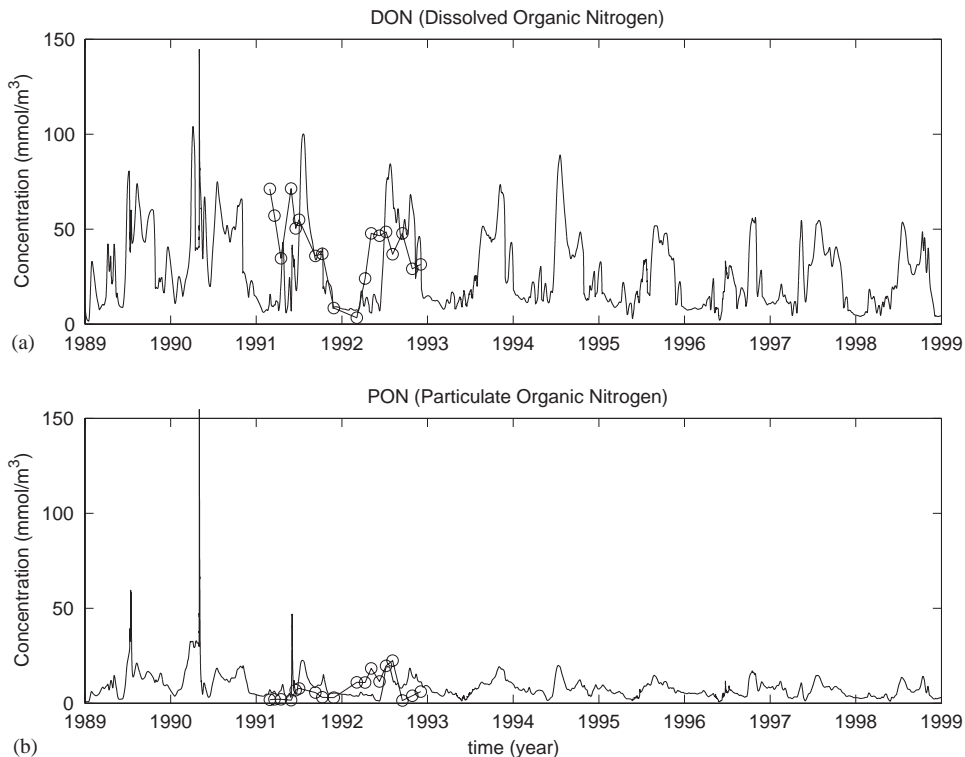 DON (Dissolved Organic Nitrogen)
150
100
50
0
Concentration (mmol/m³)
1989 1990 1991 1992 1993 1994 1995 1996 1997 1998 1999
(a)
PON (Particulate Organic Nitrogen)
150
100
50
0
Concentration (mmol/m³)
1989 1990 1991 1992 1993 1994 1995 1996 1997 1998 1999
time (year)
(b)